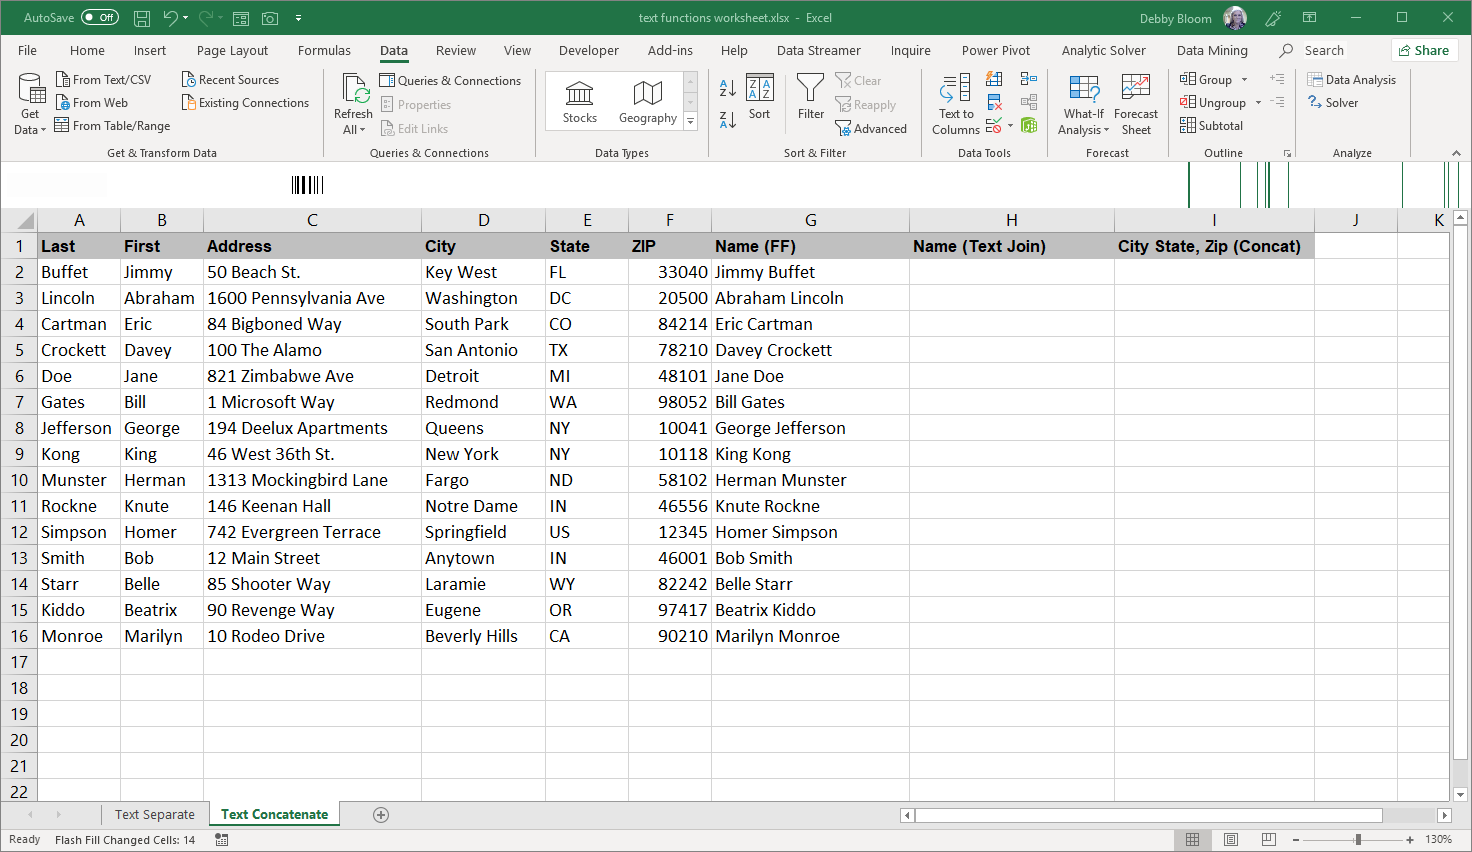 AutoSave Off text functions worksheet.xlsx - Excel Debby Bloom
File Home Insert Page Layout Formulas Data Review View Developer Add-ins Help Data Streamer Inquire Power Pivot Analytic Solver Data Mining Search Share
Get Data
From Text/CSV
From Web
From Table/Range
Recent Sources
Existing Connections
Get & Transform Data
Refresh All
Queries & Connections
Properties
Edit Links
Queries & Connections
Stocks
Geography
Data Types
Sort
Filter
Clear
Reapply
Advanced
Sort & Filter
Text to Columns
Data Tools
What-If Analysis
Forecast Sheet
Forecast
Group
Ungroup
Subtotal
Outline
Data Analysis
Solver
Analyze
A B C D E F G H I J K
1 Last First Address City State ZIP Name (FF) Name (Text Join) City State, Zip (Concat)
2 Buffet Jimmy 50 Beach St. Key West FL 33040 Jimmy Buffet
3 Lincoln Abraham 1600 Pennsylvania Ave Washington DC 20500 Abraham Lincoln
4 Cartman Eric 84 Bigboned Way South Park CO 84214 Eric Cartman
5 Crockett Davey 100 The Alamo San Antonio TX 78210 Davey Crockett
6 Doe Jane 821 Zimbabwe Ave Detroit MI 48101 Jane Doe
7 Gates Bill 1 Microsoft Way Redmond WA 98052 Bill Gates
8 Jefferson George 194 Deelux Apartments Queens NY 10041 George Jefferson
9 Kong King 46 West 36th St. New York NY 10118 King Kong
10 Munster Herman 1313 Mockingbird Lane Fargo ND 58102 Herman Munster
11 Rockne Knute 146 Keenan Hall Notre Dame IN 46556 Knute Rockne
12 Simpson Homer 742 Evergreen Terrace Springfield US 12345 Homer Simpson
13 Smith Bob 12 Main Street Anytown IN 46001 Bob Smith
14 Starr Belle 85 Shooter Way Laramie WY 82242 Belle Starr
15 Kiddo Beatrix 90 Revenge Way Eugene OR 97417 Beatrix Kiddo
16 Monroe Marilyn 10 Rodeo Drive Beverly Hills CA 90210 Marilyn Monroe
17
18
19
20
21
22
Text Separate Text Concatenate
Ready Flash Fill Changed Cells: 14 130%